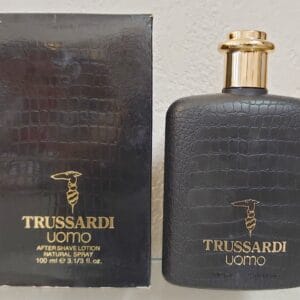 TRUSSARDI
uomo
AFTER SHAVE LOTION
NATURAL SPRAY
100 ml e 3.1/3 fl. oz.
TRUSSARDI
uomo